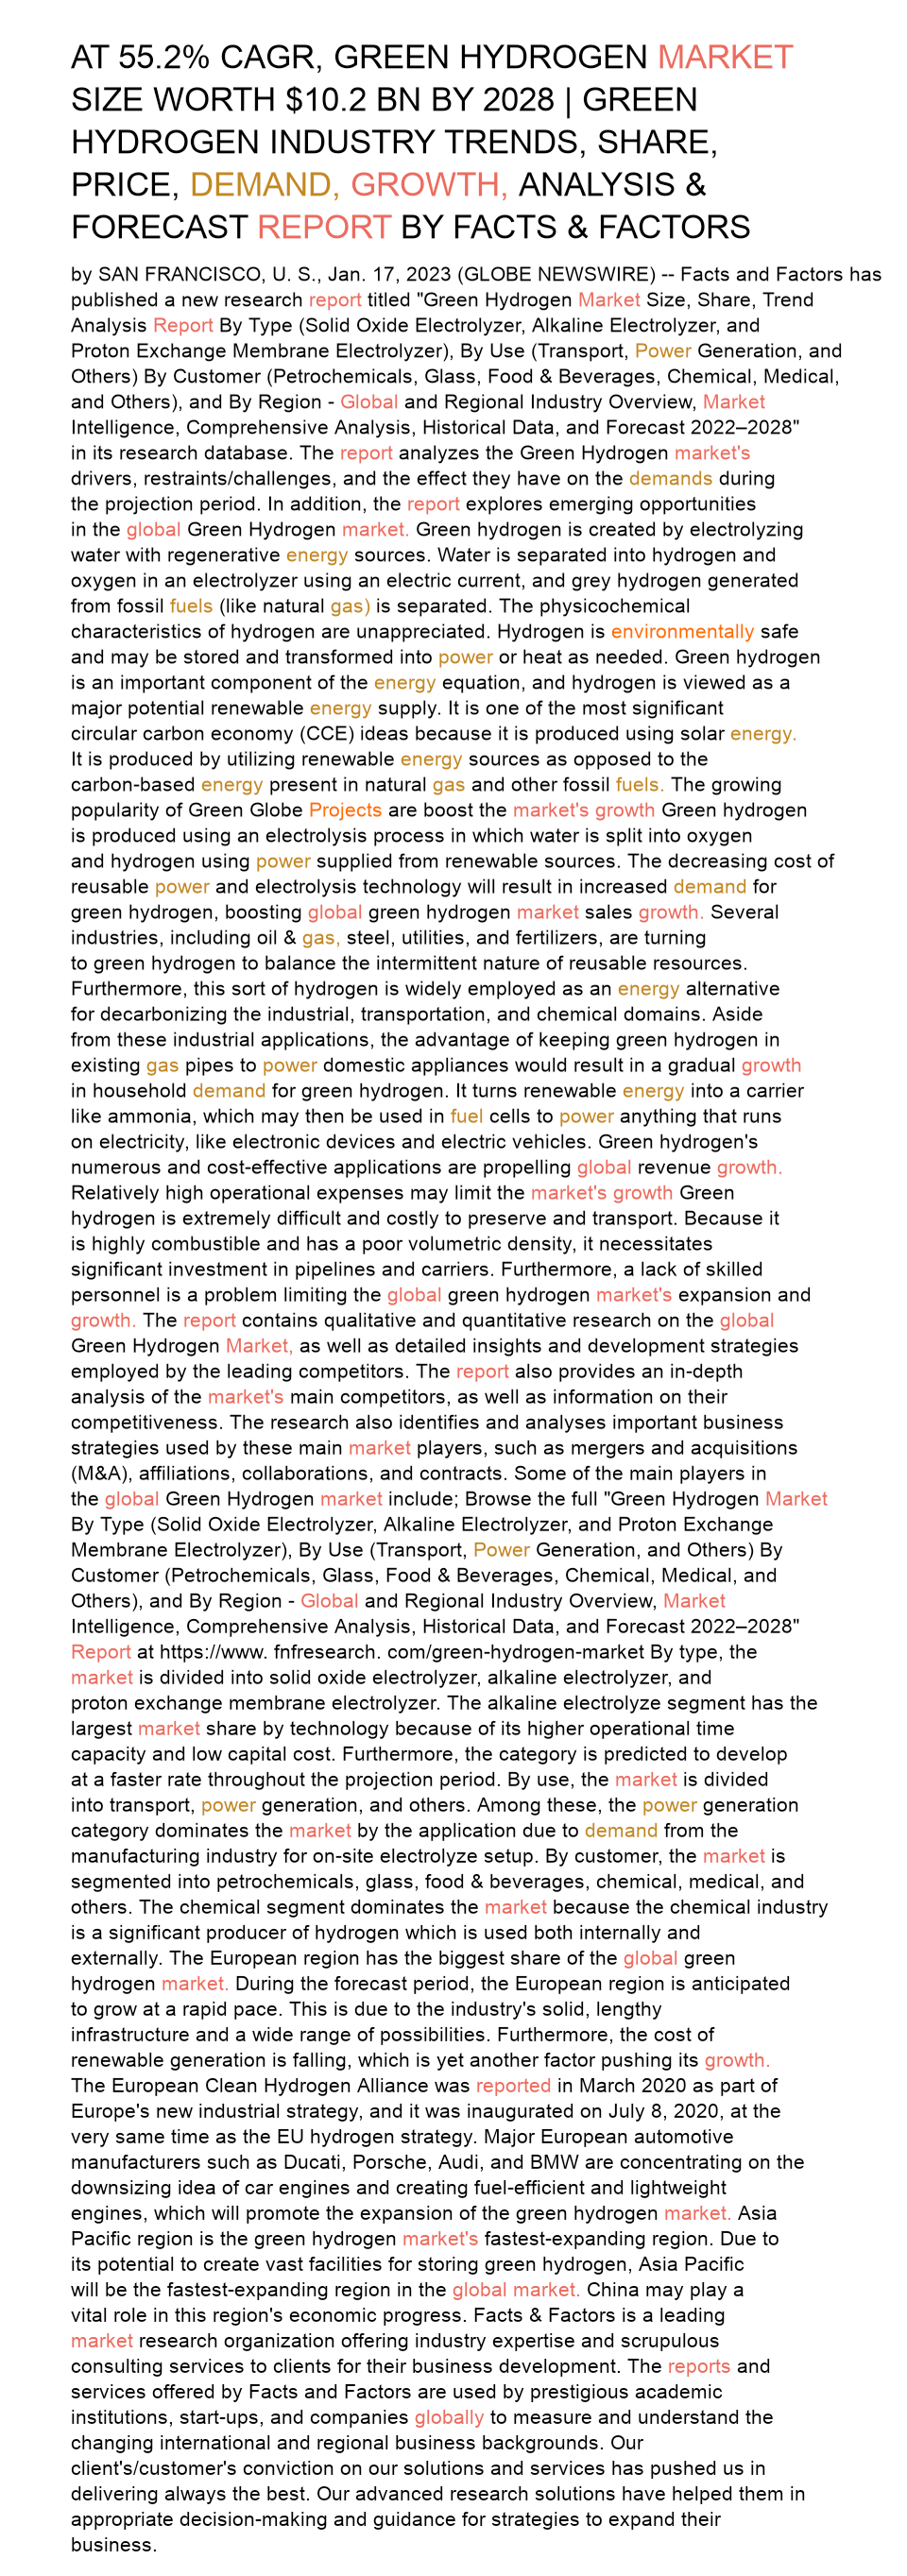 AT 55.2% CAGR, GREEN HYDROGEN MARKET
SIZE WORTH $10.2 BN BY 2028 | GREEN
HYDROGEN INDUSTRY TRENDS, SHARE,
PRICE, DEMAND, GROWTH, ANALYSIS &
FORECAST REPORT BY FACTS & FACTORS
by SAN FRANCISCO, U. S., Jan. 17, 2023 (GLOBE NEWSWIRE) -- Facts and Factors has
published a new research report titled "Green Hydrogen Market Size, Share, Trend
Analysis Report By Type (Solid Oxide Electrolyzer, Alkaline Electrolyzer, and
Proton Exchange Membrane Electrolyzer), By Use (Transport, Power Generation, and
Others) By Customer (Petrochemicals, Glass, Food & Beverages, Chemical, Medical,
and Others), and By Region - Global and Regional Industry Overview, Market
Intelligence, Comprehensive Analysis, Historical Data, and Forecast 2022–2028"
in its research database. The report analyzes the Green Hydrogen market's
drivers, restraints/challenges, and the effect they have on the demands during
the projection period. In addition, the report explores emerging opportunities
in the global Green Hydrogen market. Green hydrogen is created by electrolyzing
water with regenerative energy sources. Water is separated into hydrogen and
oxygen in an electrolyzer using an electric current, and grey hydrogen generated
from fossil fuels (like natural gas) is separated. The physicochemical
characteristics of hydrogen are unappreciated. Hydrogen is environmentally safe
and may be stored and transformed into power or heat as needed. Green hydrogen
is an important component of the energy equation, and hydrogen is viewed as a
major potential renewable energy supply. It is one of the most significant
circular carbon economy (CCE) ideas because it is produced using solar energy.
It is produced by utilizing renewable energy sources as opposed to the
carbon-based energy present in natural gas and other fossil fuels. The growing
popularity of Green Globe Projects are boost the market's growth Green hydrogen
is produced using an electrolysis process in which water is split into oxygen
and hydrogen using power supplied from renewable sources. The decreasing cost of
reusable power and electrolysis technology will result in increased demand for
green hydrogen, boosting global green hydrogen market sales growth. Several
industries, including oil & gas, steel, utilities, and fertilizers, are turning
to green hydrogen to balance the intermittent nature of reusable resources.
Furthermore, this sort of hydrogen is widely employed as an energy alternative
for decarbonizing the industrial, transportation, and chemical domains. Aside
from these industrial applications, the advantage of keeping green hydrogen in
existing gas pipes to power domestic appliances would result in a gradual growth
in household demand for green hydrogen. It turns renewable energy into a carrier
like ammonia, which may then be used in fuel cells to power anything that runs
on electricity, like electronic devices and electric vehicles. Green hydrogen's
numerous and cost-effective applications are propelling global revenue growth.
Relatively high operational expenses may limit the market's growth Green
hydrogen is extremely difficult and costly to preserve and transport. Because it
is highly combustible and has a poor volumetric density, it necessitates
significant investment in pipelines and carriers. Furthermore, a lack of skilled
personnel is a problem limiting the global green hydrogen market's expansion and
growth. The report contains qualitative and quantitative research on the global
Green Hydrogen Market, as well as detailed insights and development strategies
employed by the leading competitors. The report also provides an in-depth
analysis of the market's main competitors, as well as information on their
competitiveness. The research also identifies and analyses important business
strategies used by these main market players, such as mergers and acquisitions
(M&A), affiliations, collaborations, and contracts. Some of the main players in
the global Green Hydrogen market include; Browse the full "Green Hydrogen Market
By Type (Solid Oxide Electrolyzer, Alkaline Electrolyzer, and Proton Exchange
Membrane Electrolyzer), By Use (Transport, Power Generation, and Others) By
Customer (Petrochemicals, Glass, Food & Beverages, Chemical, Medical, and
Others), and By Region - Global and Regional Industry Overview, Market
Intelligence, Comprehensive Analysis, Historical Data, and Forecast 2022–2028"
Report at https://www. fnfresearch. com/green-hydrogen-market By type, the
market is divided into solid oxide electrolyzer, alkaline electrolyzer, and
proton exchange membrane electrolyzer. The alkaline electrolyze segment has the
largest market share by technology because of its higher operational time
capacity and low capital cost. Furthermore, the category is predicted to develop
at a faster rate throughout the projection period. By use, the market is divided
into transport, power generation, and others. Among these, the power generation
category dominates the market by the application due to demand from the
manufacturing industry for on-site electrolyze setup. By customer, the market is
segmented into petrochemicals, glass, food & beverages, chemical, medical, and
others. The chemical segment dominates the market because the chemical industry
is a significant producer of hydrogen which is used both internally and
externally. The European region has the biggest share of the global green
hydrogen market. During the forecast period, the European region is anticipated
to grow at a rapid pace. This is due to the industry's solid, lengthy
infrastructure and a wide range of possibilities. Furthermore, the cost of
renewable generation is falling, which is yet another factor pushing its growth.
The European Clean Hydrogen Alliance was reported in March 2020 as part of
Europe's new industrial strategy, and it was inaugurated on July 8, 2020, at the
very same time as the EU hydrogen strategy. Major European automotive
manufacturers such as Ducati, Porsche, Audi, and BMW are concentrating on the
downsizing idea of car engines and creating fuel-efficient and lightweight
engines, which will promote the expansion of the green hydrogen market. Asia
Pacific region is the green hydrogen market's fastest-expanding region. Due to
its potential to create vast facilities for storing green hydrogen, Asia Pacific
will be the fastest-expanding region in the global market. China may play a
vital role in this region's economic progress. Facts & Factors is a leading
market research organization offering industry expertise and scrupulous
consulting services to clients for their business development. The reports and
services offered by Facts and Factors are used by prestigious academic
institutions, start-ups, and companies globally to measure and understand the
changing international and regional business backgrounds. Our
client's/customer's conviction on our solutions and services has pushed us in
delivering always the best. Our advanced research solutions have helped them in
appropriate decision-making and guidance for strategies to expand their
business.